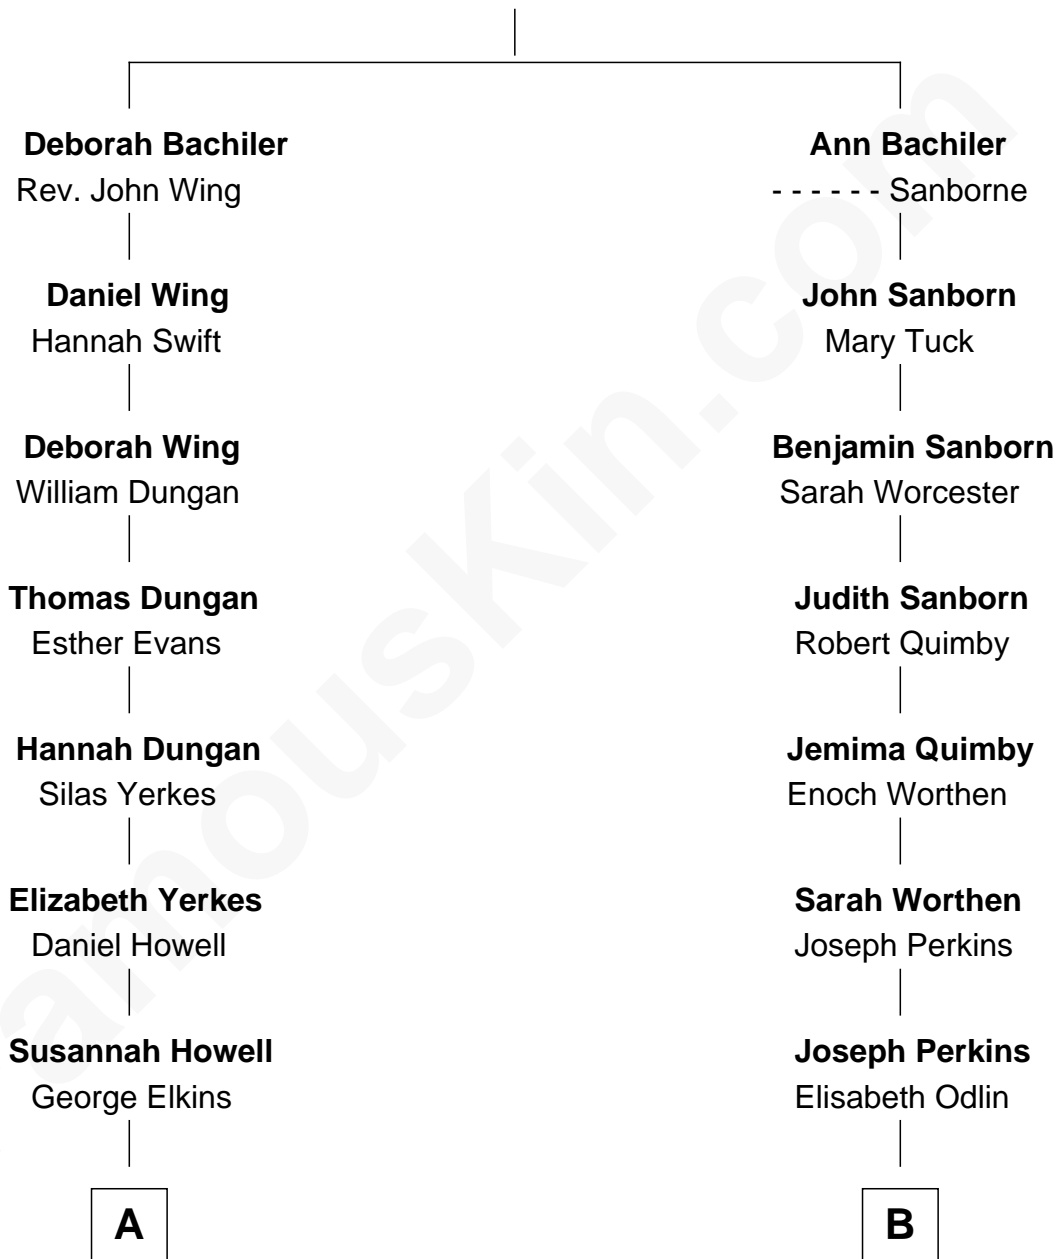 Deborah Bachiler
Rev. John Wing
Daniel Wing
Hannah Swift
Deborah Wing
William Dungan
Thomas Dungan
Esther Evans
Hannah Dungan
Silas Yerkes
Elizabeth Yerkes
Daniel Howell
Susannah Howell
George Elkins
A
Ann Bachiler
- - - - - - Sanborne
John Sanborn
Mary Tuck
Benjamin Sanborn
Sarah Worcester
Judith Sanborn
Robert Quimby
Jemima Quimby
Enoch Worthen
Sarah Worthen
Joseph Perkins
Joseph Perkins
Elisabeth Odlin
B
amouskin.com